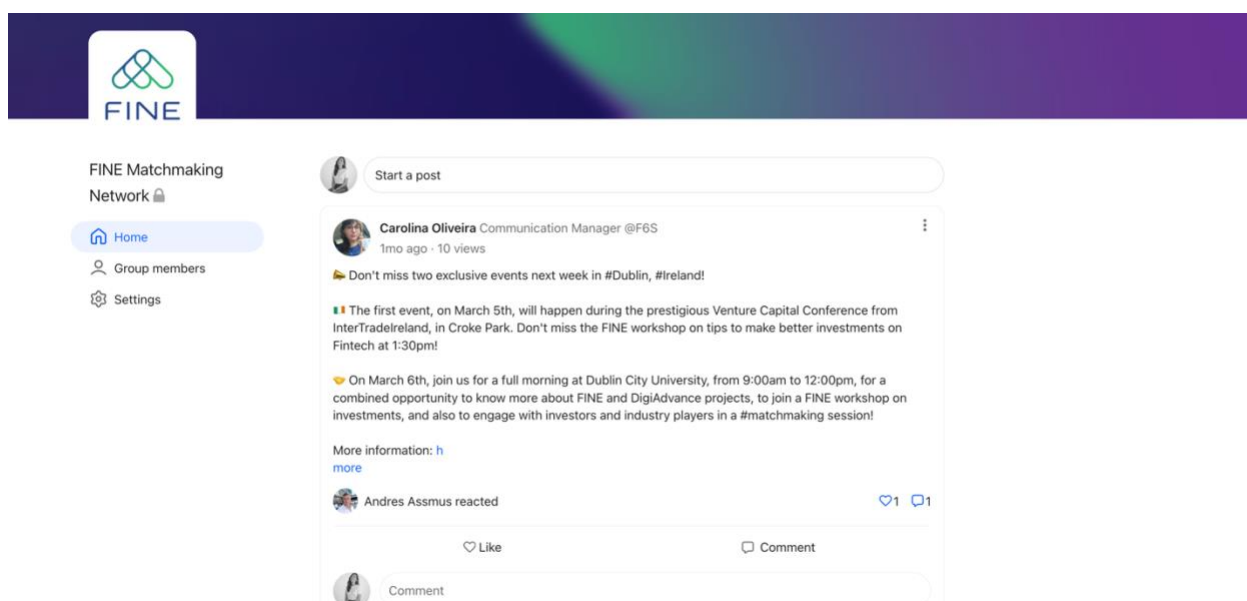 FINE
FINE Matchmaking
Network
Home
Group members
Settings
Start a post
Carolina Oliveira Communication Manager @F6S
1mo ago · 10 views
Don't miss two exclusive events next week in #Dublin, #Ireland!
The first event, on March 5th, will happen during the prestigious Venture Capital Conference from
InterTradeIreland, in Croke Park. Don't miss the FINE workshop on tips to make better investments on
Fintech at 1:30pm!
On March 6th, join us for a full morning at Dublin City University, from 9:00am to 12:00pm, for a
combined opportunity to know more about FINE and DigiAdvance projects, to join a FINE workshop on
investments, and also to engage with investors and industry players in a #matchmaking session!
More information: h
more
Andres Assmus reacted
1 1
Like Comment
Comment